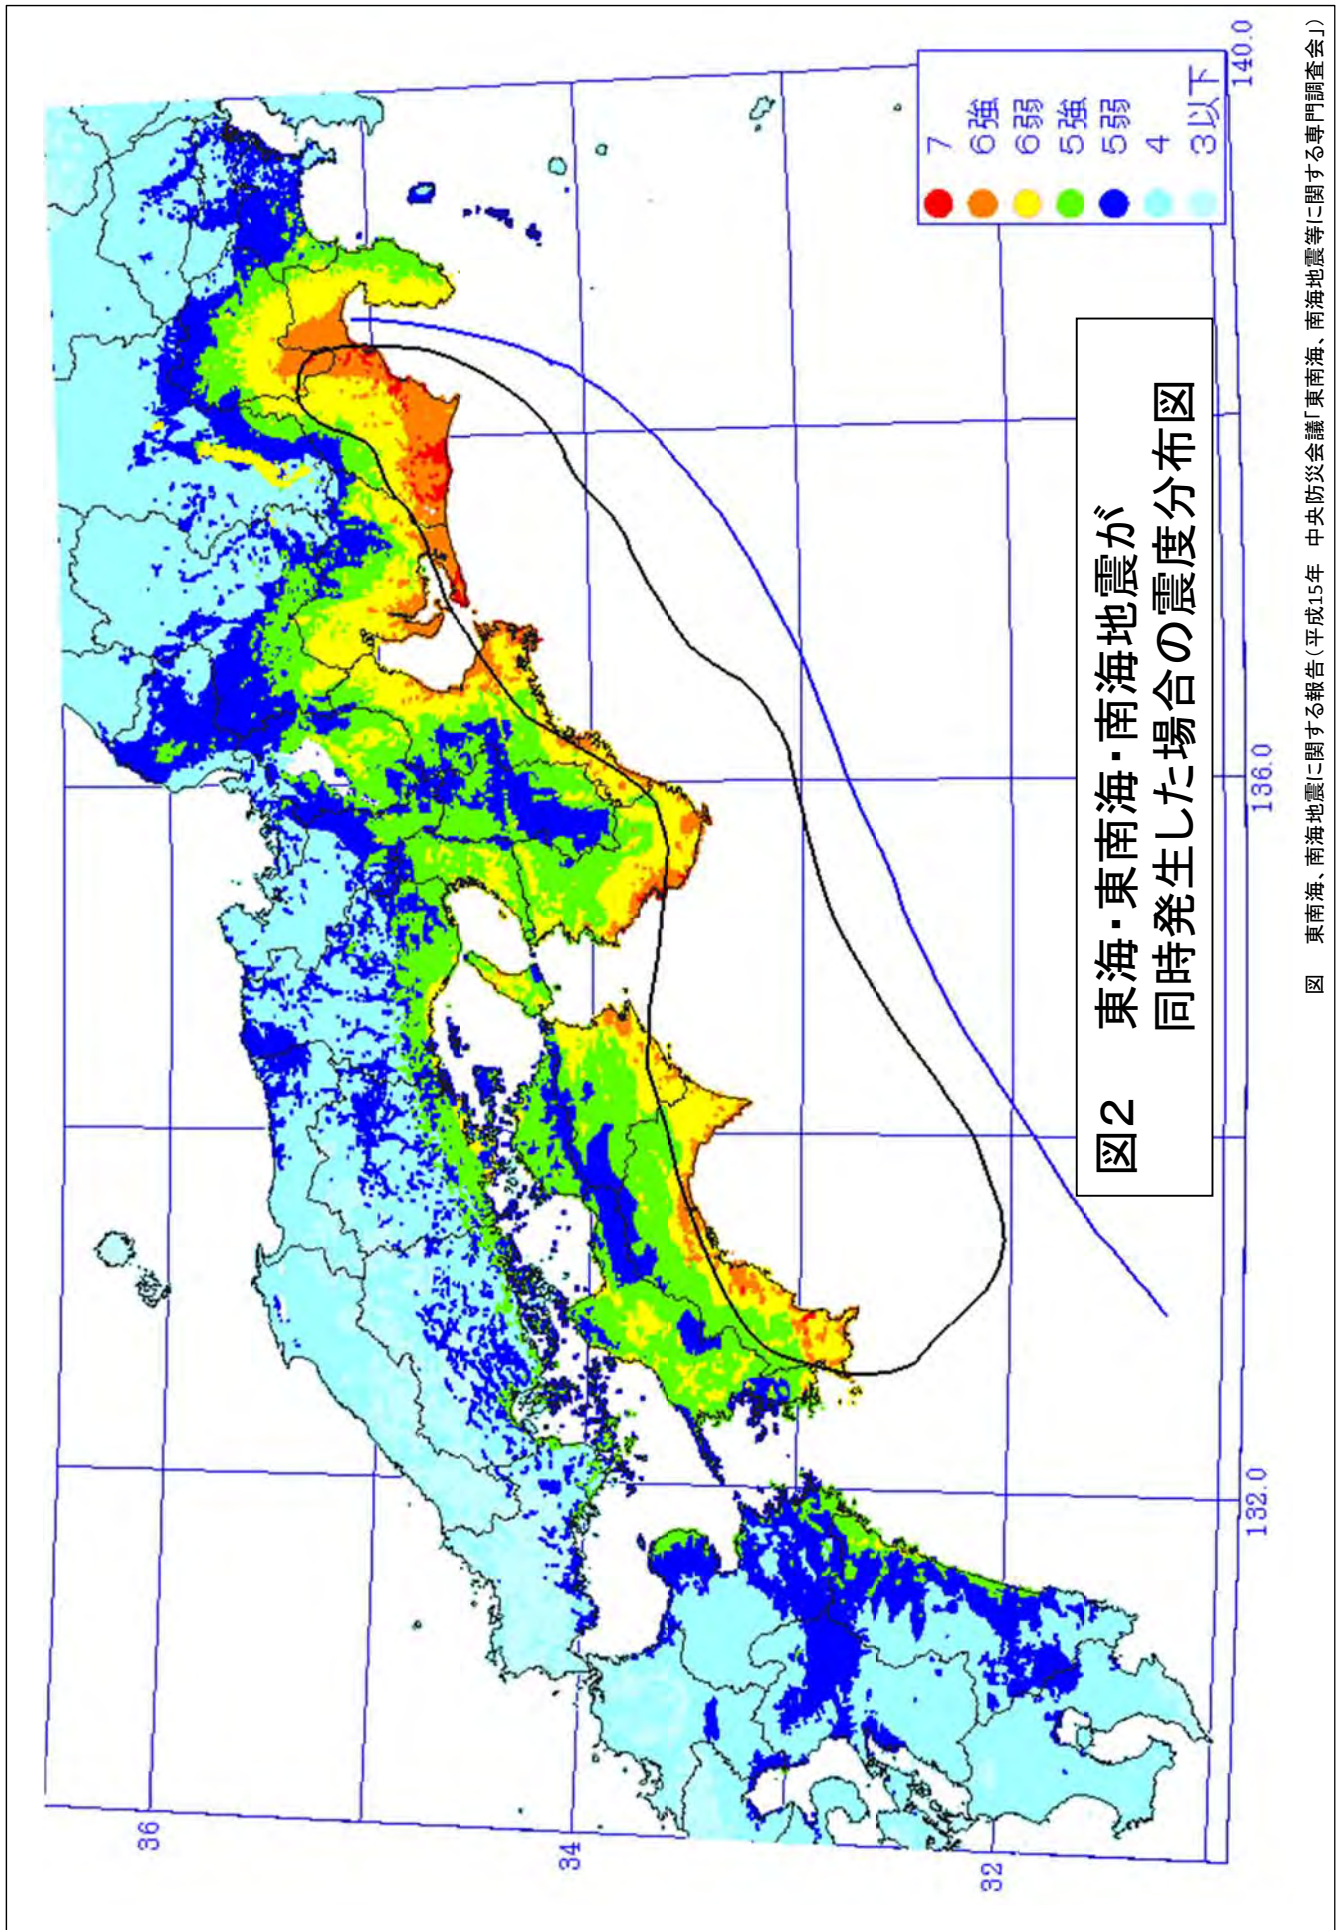 36
34
32
132.0
136.0
140.0
7
6強
6弱
5強
5弱
4
3以下
図2 東海・東南海・南海地震が
同時発生した場合の震度分布図
図 東南海、南海地震に関する報告(平成15年 中央防災会議「東南海、南海地震等に関する専門調査会」)